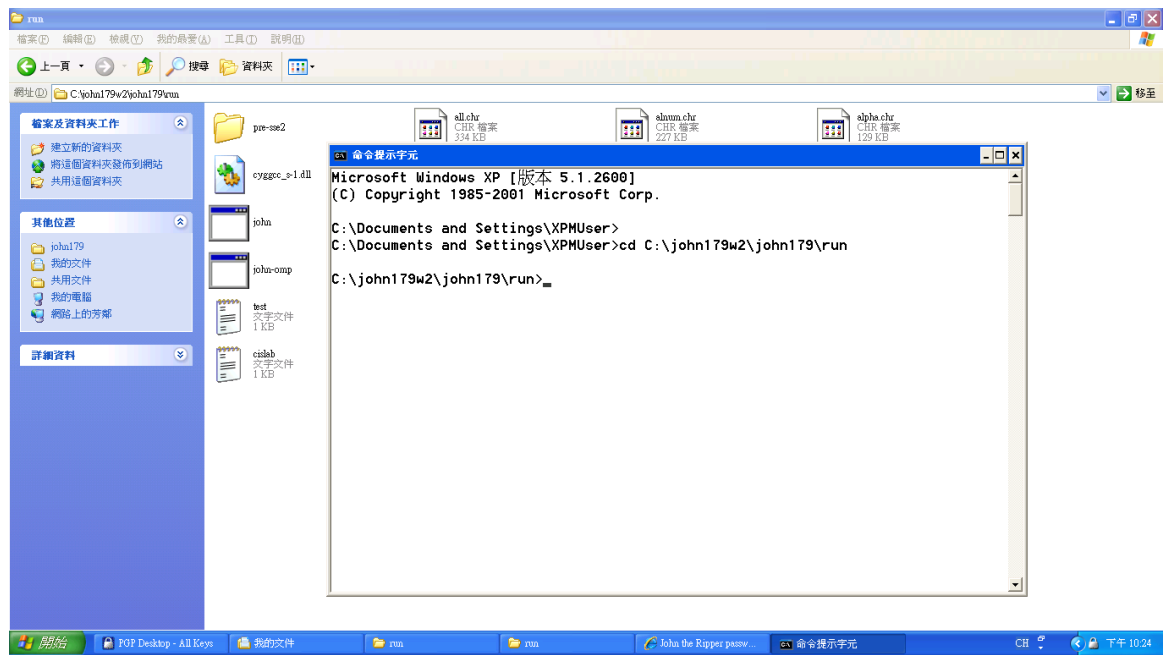 run
檔案(F) 編輯(E) 檢視(V) 我的最愛(A) 工具(T) 說明(H)
上一頁 搜尋 資料夾
網址(D) C:\john179w2\john179\run 移至
檔案及資料夾工作
建立新的資料夾
將這個資料夾發佈到網站
共用這個資料夾
其他位置
john179
我的文件
共用文件
我的電腦
網路上的芳鄰
詳細資料
pre-sse2
all.chr
CHR 檔案
334 KB
alnum.chr
CHR 檔案
227 KB
alpha.chr
CHR 檔案
129 KB
cyggcc_s-1.dll
john
john-omp
test
文字文件
1 KB
cislab
文字文件
1 KB
命令提示字元
Microsoft Windows XP [版本 5.1.2600]
(C) Copyright 1985-2001 Microsoft Corp.
C:\Documents and Settings\XPMUser>
C:\Documents and Settings\XPMUser>cd C:\john179w2\john179\run
C:\john179w2\john179\run>_
開始 PGP Desktop - All Keys 我的文件 run run John the Ripper passw... 命令提示字元 CH 下午 10:24